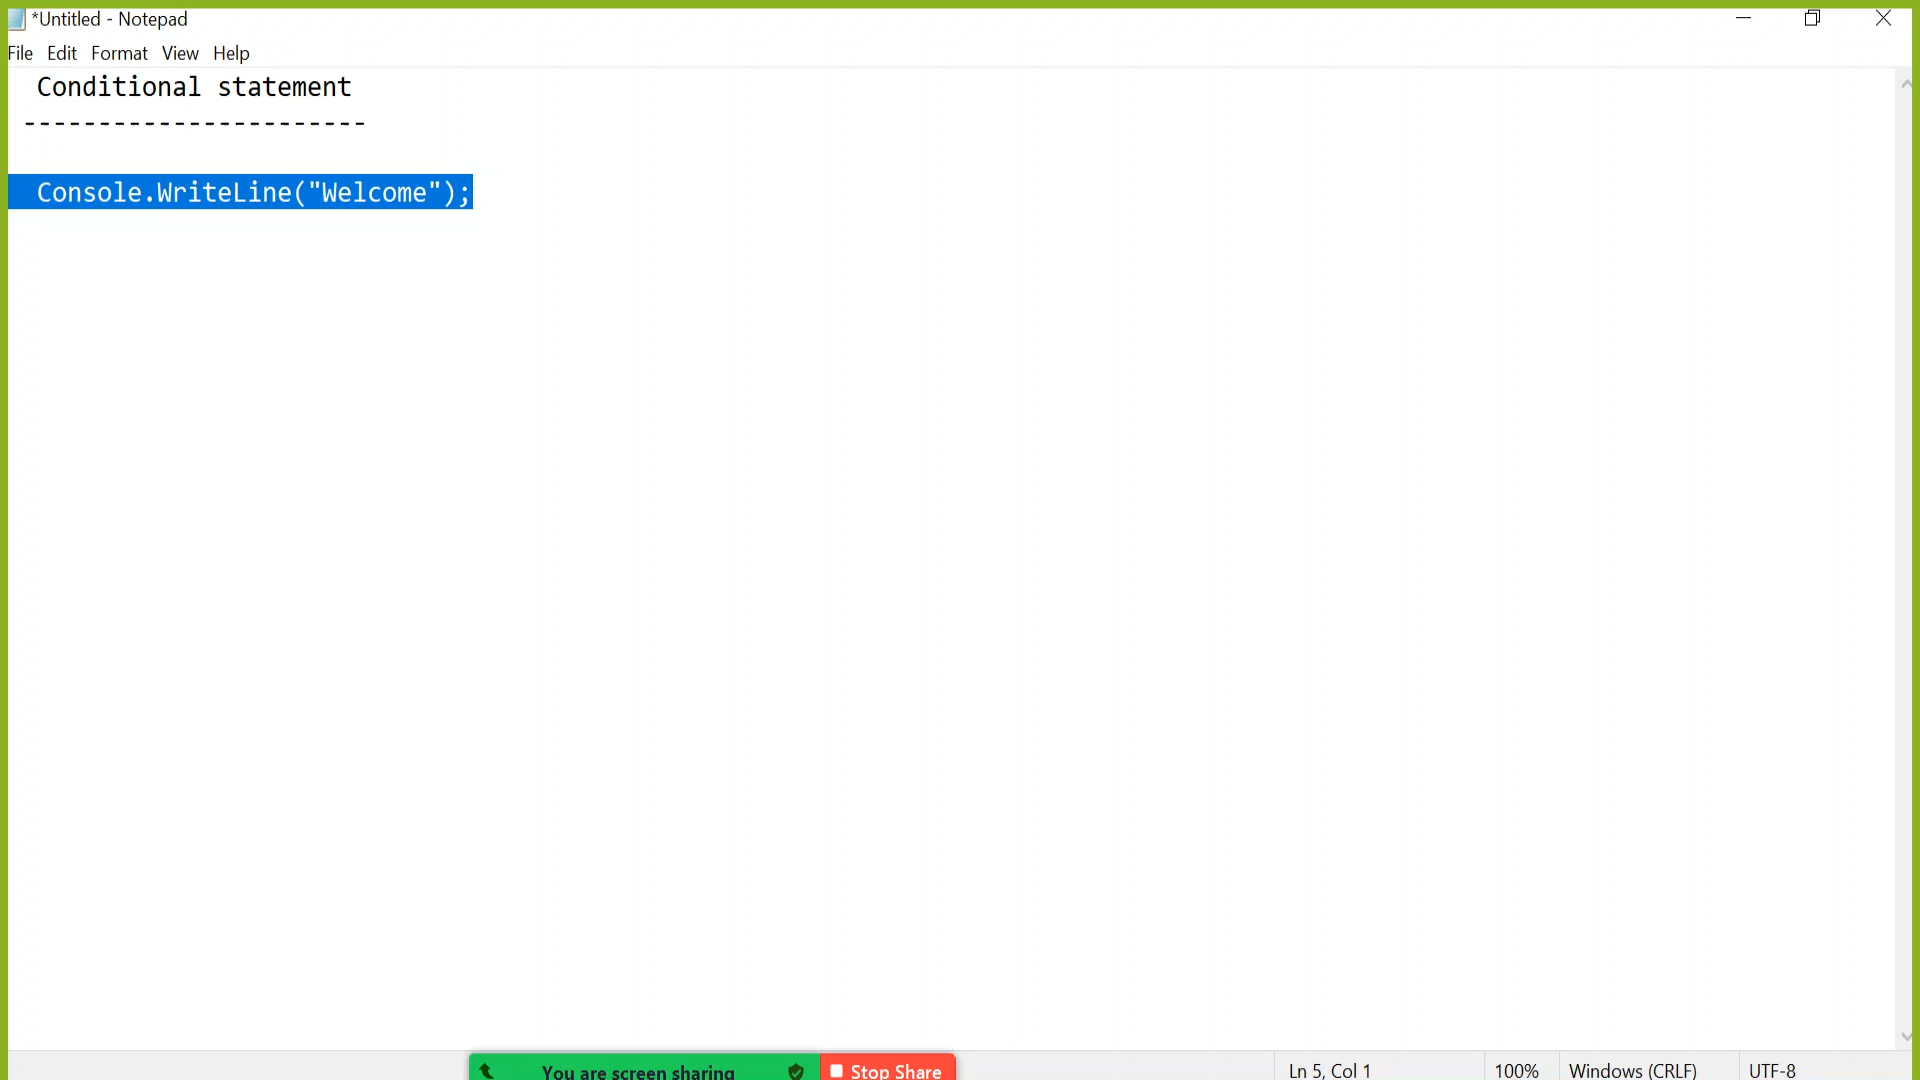 *Untitled - Notepad
File Edit Format View Help
Conditional statement
-----------------------
Console.WriteLine("Welcome");
You are screen sharing Stop Share
Ln 5, Col 1 100% Windows (CRLF) UTF-8